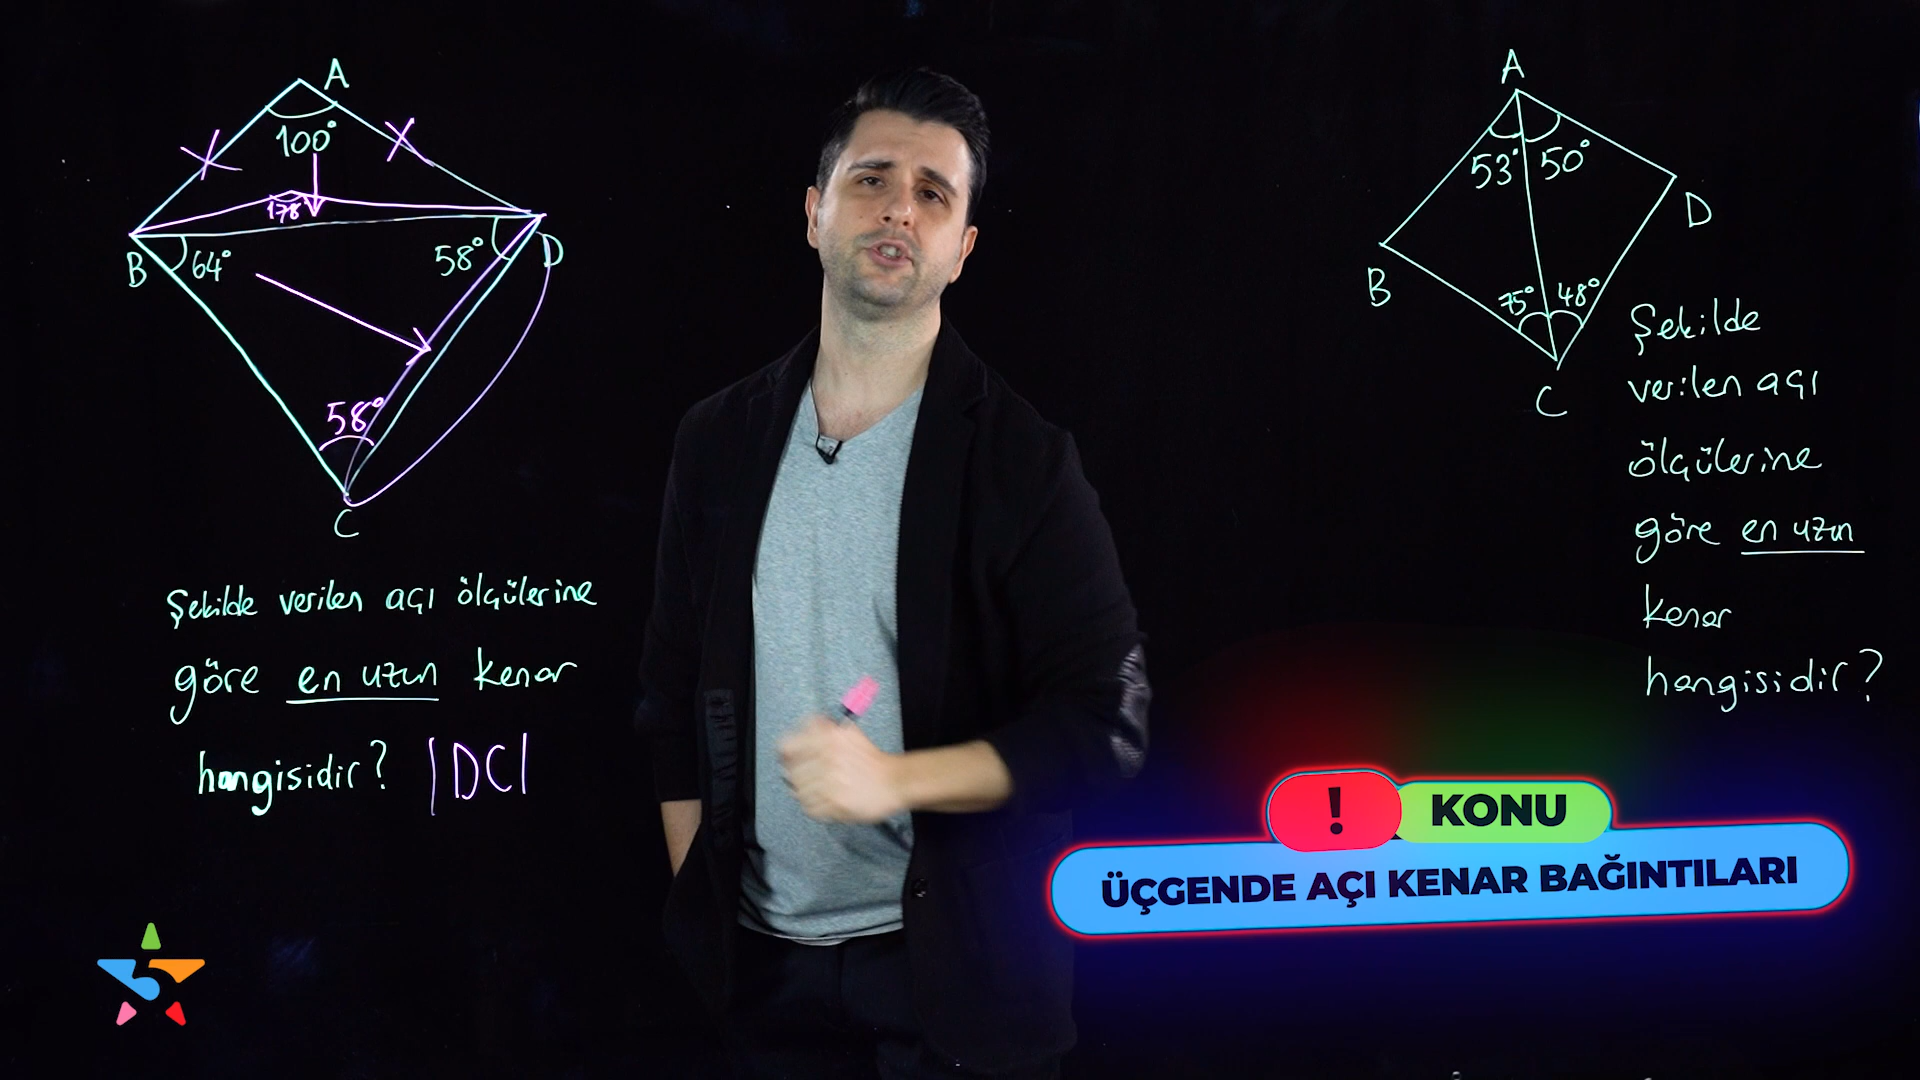 A
100°
178°
B
64°
58°
D
58°
C
Şekilde verilen açı ölçülerine
göre en uzun kenar
hangisidir? |DC|
A
53° 50°
D
B
75° 48°
C
Şekilde
verilen açı
ölçülerine
göre en uzun
kenar
hangisidir?
! KONU
ÜÇGENDE AÇI KENAR BAĞINTILARI
5